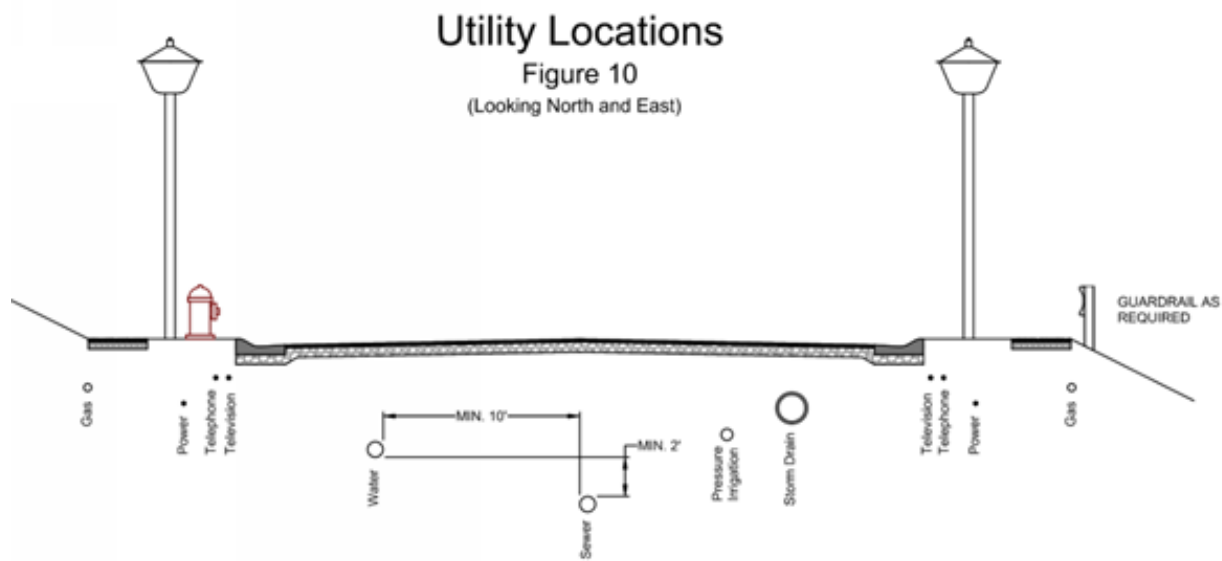 Utility Locations
Figure 10
(Looking North and East)
GUARDRAIL AS
REQUIRED
Gas
Power
Telephone
Television
MIN. 10'
Water
MIN. 2'
Sewer
Pressure
Irrigation
Storm Drain
Television
Telephone
Power
Gas